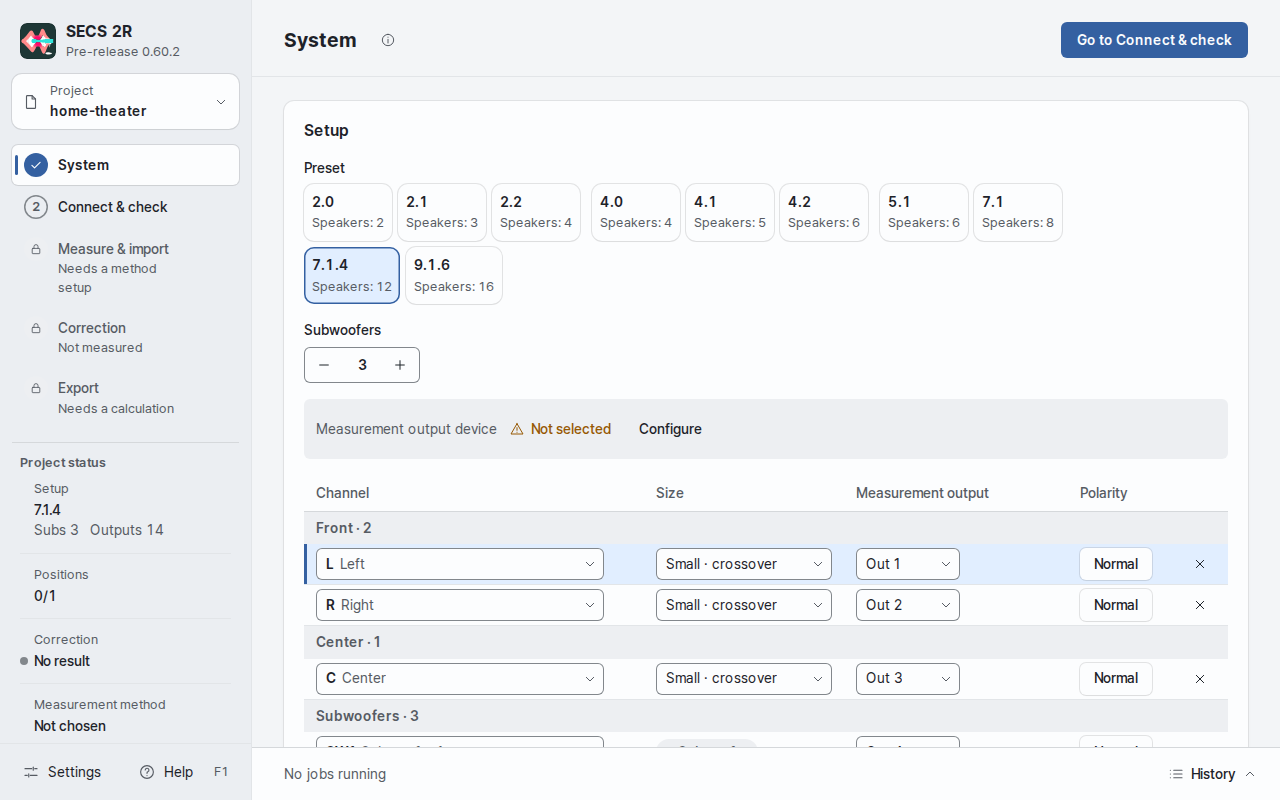 SECS 2R
Pre-release 0.60.2
Project
home-theater
System
2 Connect & check
Measure & import
Needs a method
setup
Correction
Not measured
Export
Needs a calculation
Project status
Setup
7.1.4
Subs 3 Outputs 14
Positions
0/1
Correction
No result
Measurement method
Not chosen
Settings Help F1
System
Go to Connect & check
Setup
Preset
2.0 2.1 2.2 4.0 4.1 4.2 5.1 7.1
Speakers: 2 Speakers: 3 Speakers: 4 Speakers: 4 Speakers: 5 Speakers: 6 Speakers: 6 Speakers: 8
7.1.4 9.1.6
Speakers: 12 Speakers: 16
Subwoofers
3
Measurement output device Not selected Configure
Channel Size Measurement output Polarity
Front · 2
L Left Small · crossover Out 1 Normal
R Right Small · crossover Out 2 Normal
Center · 1
C Center Small · crossover Out 3 Normal
Subwoofers · 3
No jobs running
History